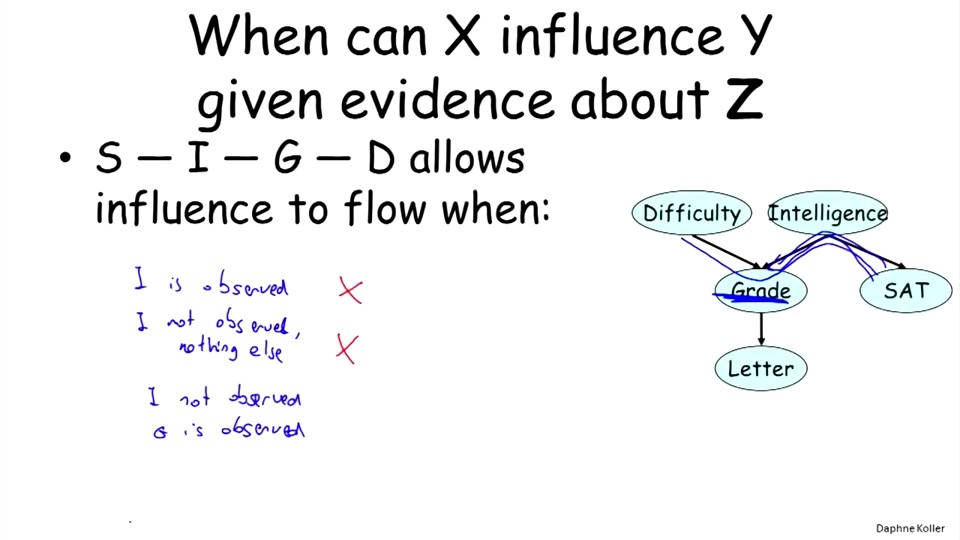 When can X influence Y
given evidence about Z
• S — I — G — D allows
influence to flow when:
Difficulty
Intelligence
I is observed X
Grade
SAT
I not observed,
nothing else X
Letter
I not observed
G is observed
Daphne Koller